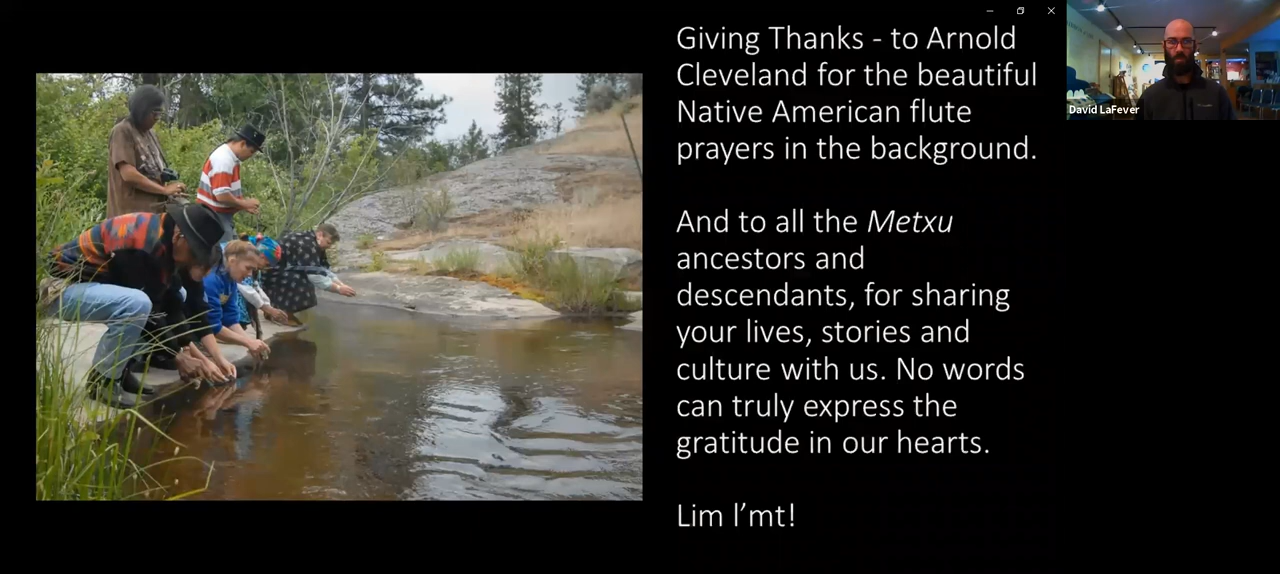 Giving Thanks - to Arnold
Cleveland for the beautiful
Native American flute
prayers in the background.
And to all the Metxu
ancestors and
descendants, for sharing
your lives, stories and
culture with us. No words
can truly express the
gratitude in our hearts.
Lim l’mt!
David LaFever